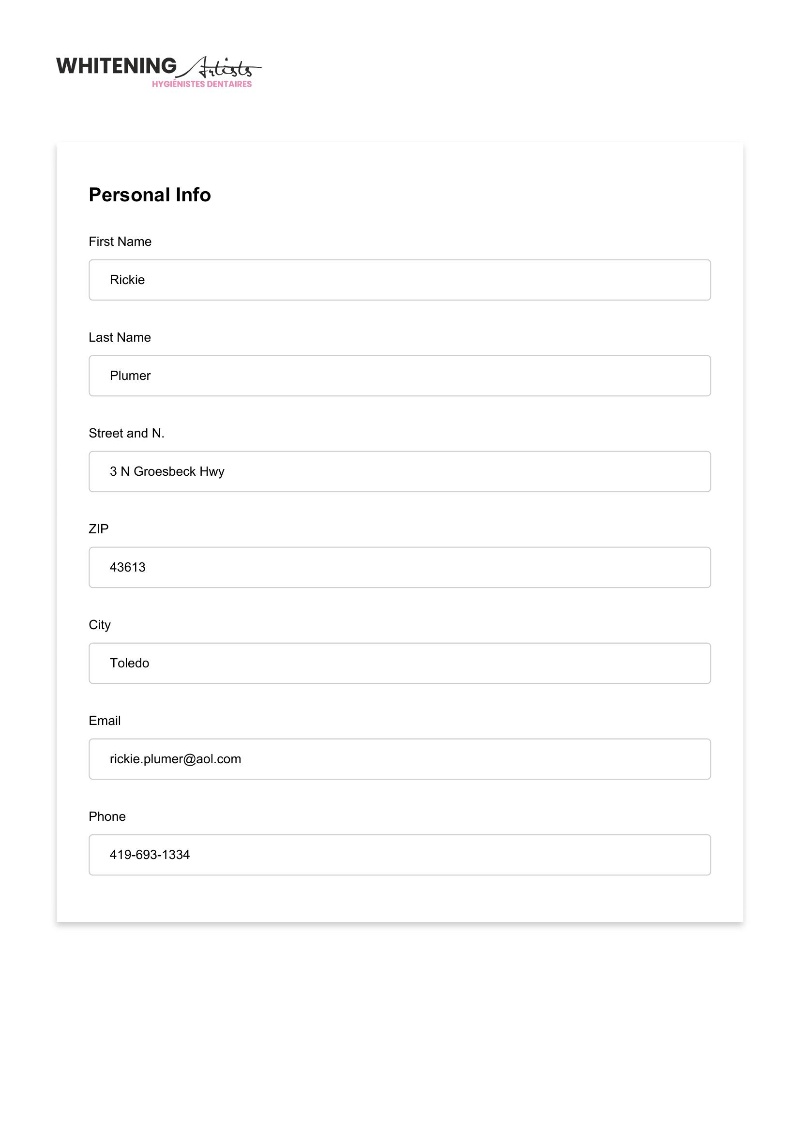 WHITENING Artists
HYGIÉNISTES DENTAIRES
Personal Info
First Name
Rickie
Last Name
Plumer
Street and N.
3 N Groesbeck Hwy
ZIP
43613
City
Toledo
Email
rickie.plumer@aol.com
Phone
419-693-1334